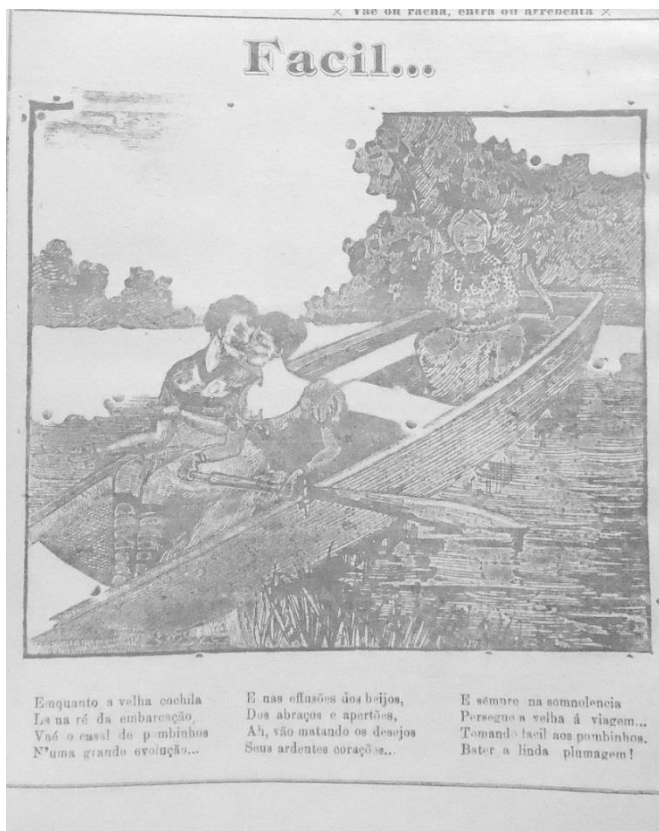 × Vae ou racha, entra ou arrebenta ×
Facil...
Emquanto a velha cochila
La na ré da embarcação,
Vaé o casal de pombinhos
N'uma grande evolução...
E nas effusões dos beijos,
Dos abraços e apertões,
Ah, vão matando os desejos
Seus ardentes corações...
E sempre na somnolencia
Persegue a velha á viagem...
Tornando facil aos pombinhos,
Bater a linda plumagem!